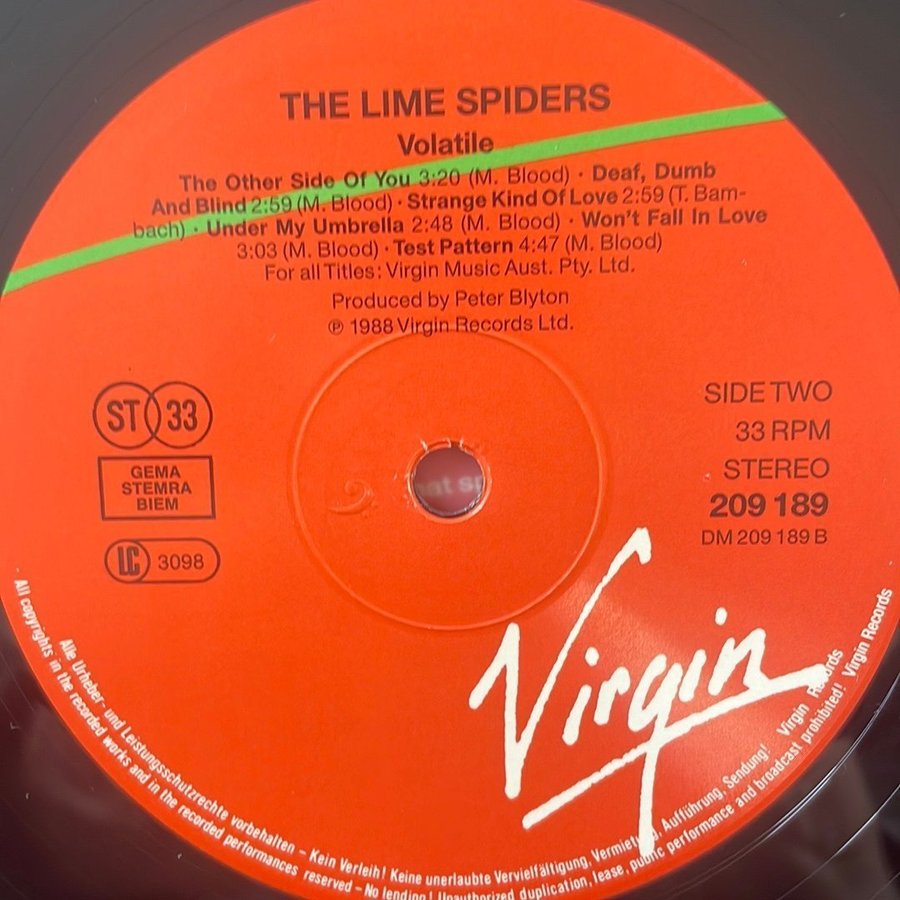 THE LIME SPIDERS
Volatile
The Other Side Of You 3:20 (M. Blood) · Deaf, Dumb
And Blind 2:59 (M. Blood) · Strange Kind Of Love 2:59 (T. Bam-
bach) · Under My Umbrella 2:48 (M. Blood) · Won't Fall In Love
3:03 (M. Blood) · Test Pattern 4:47 (M. Blood)
For all Titles: Virgin Music Aust. Pty. Ltd.
Produced by Peter Blyton
℗ 1988 Virgin Records Ltd.
ST 33
GEMA
STEMRA
BIEM
LC 3098
SIDE TWO
33 RPM
STEREO
209 189
DM 209 189 B
Virgin
Alle Urheber- und Leistungsschutzrechte vorbehalten – Kein Verleih! Keine unerlaubte Vervielfältigung, Vermietung, Aufführung, Sendung! Virgin Records
All copyrights in the recorded works and in the recorded performances reserved – No lending! Unauthorized duplication, lease, public performance and broadcast prohibited! Virgin Records